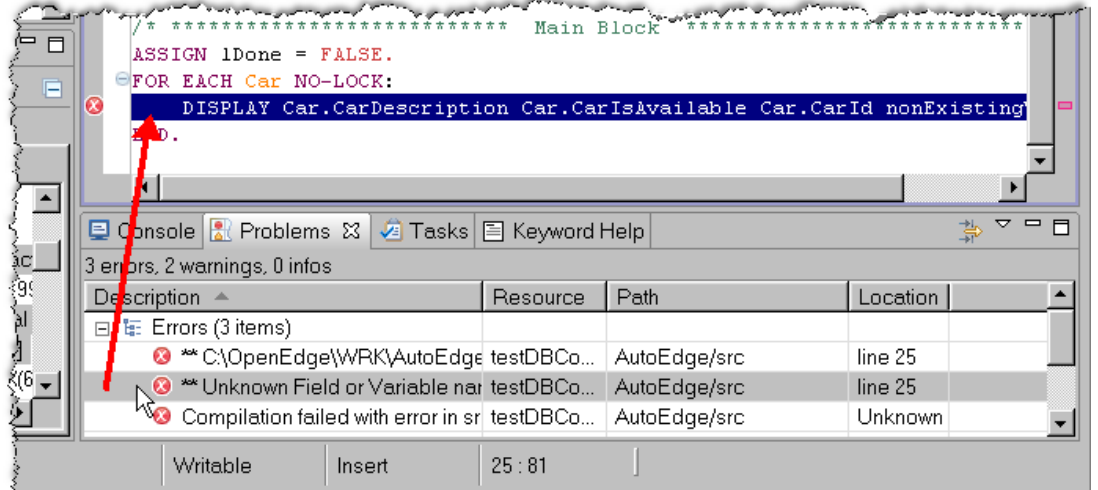 /* **************************** Main Block ****************************
ASSIGN lDone = FALSE.
FOR EACH Car NO-LOCK:
DISPLAY Car.CarDescription Car.CarIsAvailable Car.CarId nonExisting
END.
Console Problems Tasks Keyword Help
3 errors, 2 warnings, 0 infos
Description Resource Path Location
Errors (3 items)
** C:\OpenEdge\WRK\AutoEdge testDBCo... AutoEdge/src line 25
** Unknown Field or Variable nar testDBCo... AutoEdge/src line 25
Compilation failed with error in sr testDBCo... AutoEdge/src Unknown
Writable Insert 25 : 81